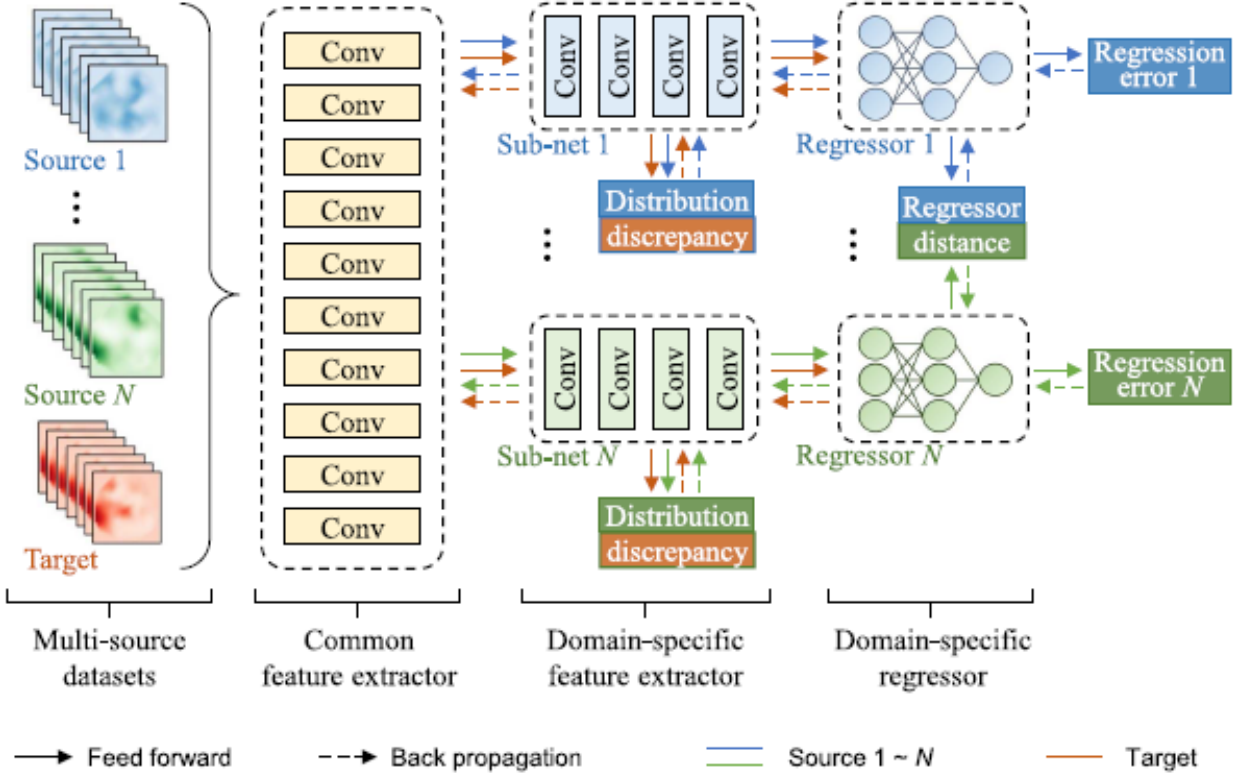 Source 1
Source N
Target
Conv
Conv
Conv
Conv
Conv
Conv
Conv
Conv
Conv
Conv
Conv
Conv
Conv
Conv
Sub-net 1
Distribution
discrepancy
Conv
Conv
Conv
Conv
Sub-net N
Distribution
discrepancy
Regressor 1
Regressor
distance
Regressor N
Regression
error 1
Regression
error N
Multi-source
datasets
Common
feature extractor
Domain-specific
feature extractor
Domain-specific
regressor
Feed forward
Back propagation
Source 1 ~ N
Target